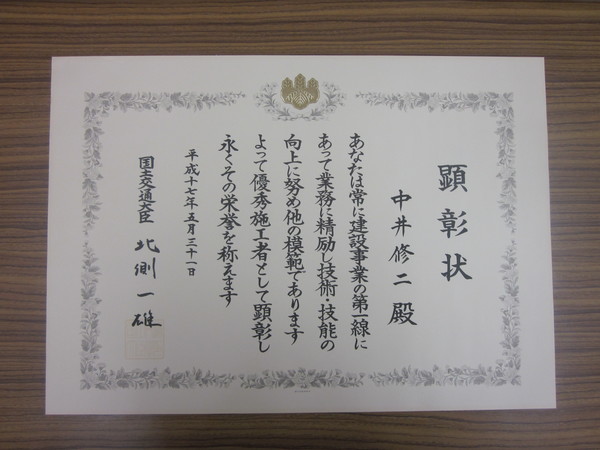 顕彰状
中井修二殿
あなたは常に建設事業の第一線に
あって業務に精励し技術・技能の
向上に努め他の模範であります
よって優秀施工者として顕彰し
永くその栄誉を称えます
平成十七年五月三十一日
国土交通大臣 北側一雄